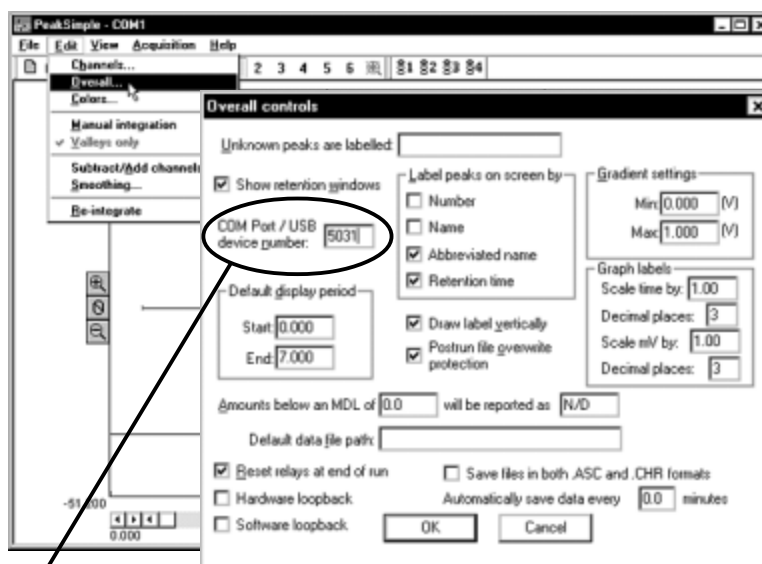 PeakSimple - COM1
File Edit View Acquisition Help
Channels...
Overall...
Colors...
Manual integration
Valleys only
Subtract/Add channels
Smoothing...
Re-integrate
2 3 4 5 6 81 82 83 84
Overall controls
Unknown peaks are labelled:
Show retention windows
COM Port / USB device number: 5031
Default display period
Start: 0.000
End: 7.000
Label peaks on screen by
Number
Name
Abbreviated name
Retention time
Draw label vertically
Postrun file overwrite protection
Gradient settings
Min: 0.000 (V)
Max: 1.000 (V)
Graph labels
Scale time by: 1.00
Decimal places: 3
Scale mV by: 1.00
Decimal places: 3
Amounts below an MDL of 0.0 will be reported as N/D
Default data file path:
Reset relays at end of run
Save files in both .ASC and .CHR formats
Hardware loopback
Automatically save data every 0.0 minutes
Software loopback
OK Cancel
0.000